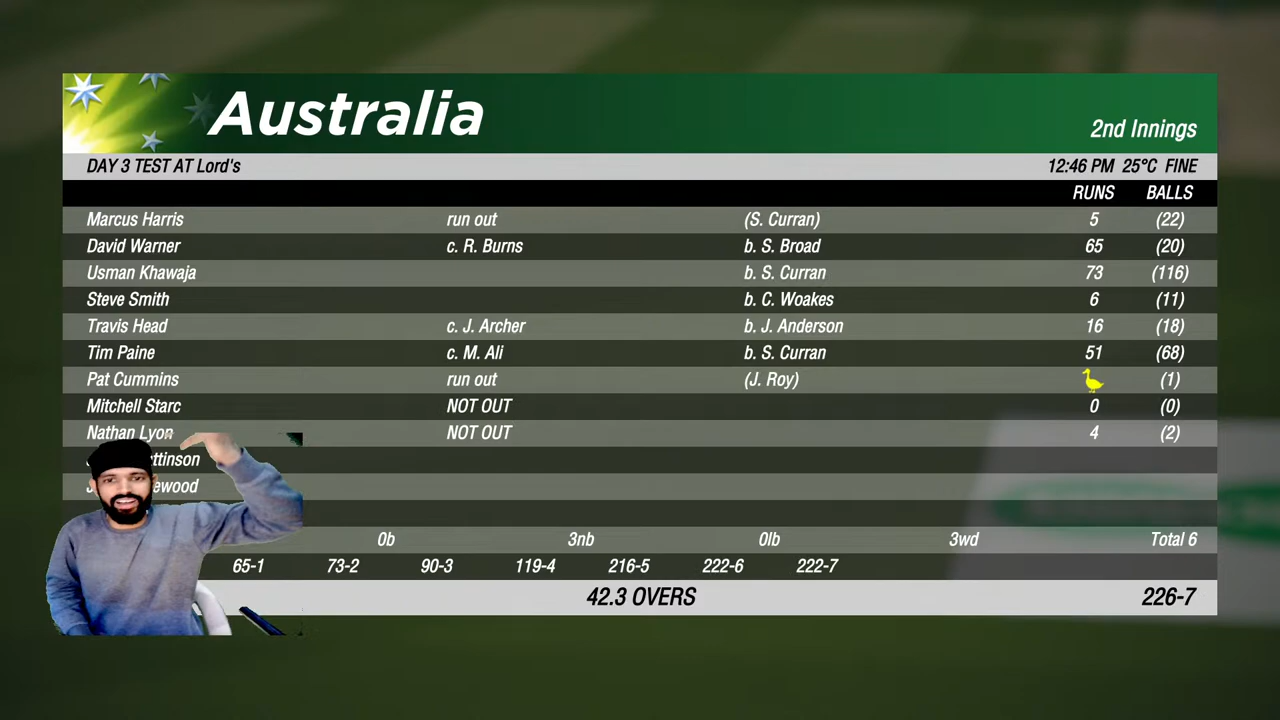 Australia
2nd Innings
DAY 3 TEST AT Lord's 12:46 PM 25°C FINE
RUNS BALLS
Marcus Harris run out (S. Curran) 5 (22)
David Warner c. R. Burns b. S. Broad 65 (20)
Usman Khawaja b. S. Curran 73 (116)
Steve Smith b. C. Woakes 6 (11)
Travis Head c. J. Archer b. J. Anderson 16 (18)
Tim Paine c. M. Ali b. S. Curran 51 (68)
Pat Cummins run out (J. Roy) (1)
Mitchell Starc NOT OUT 0 (0)
Nathan Lyon NOT OUT 4 (2)
ttinson
ewood
0b 3nb 0lb 3wd Total 6
65-1 73-2 90-3 119-4 216-5 222-6 222-7
42.3 OVERS 226-7